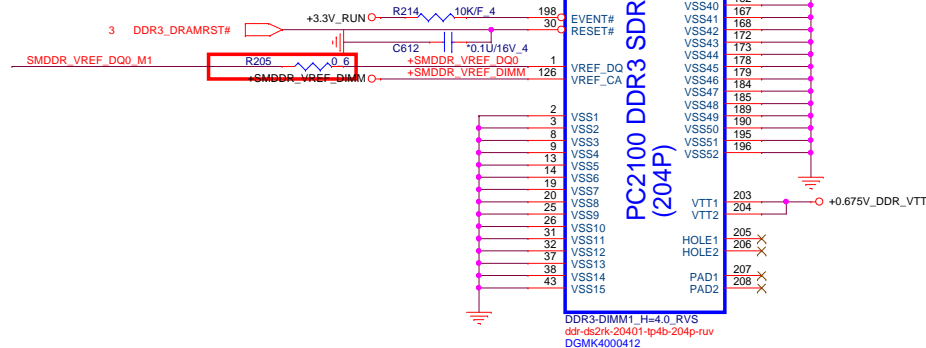 VSS40
VSS41
167
VSS42
168
VSS43
172
VSS44
173
VSS45
178
VSS46
179
VSS47
184
VSS48
185
VSS49
189
VSS50
190
VSS51
195
VSS52
196
+3.3V_RUN
R214
10K/F_4
198
EVENT#
3
DDR3_DRAMRST#
30
RESET#
C612
*0.1U/16V_4
SMDDR_VREF_DQ0_M1
R205
0_6
+SMDDR_VREF_DQ0
1
VREF_DQ
+SMDDR_VREF_DIMM
+SMDDR_VREF_DIMM
126
VREF_CA
2
VSS1
3
VSS2
8
VSS3
9
VSS4
13
VSS5
14
VSS6
19
VSS7
20
VSS8
25
VSS9
26
VSS10
31
VSS11
32
VSS12
37
VSS13
38
VSS14
43
VSS15
PC2100 DDR3 SDR
(204P)
VTT1
203
VTT2
204
+0.675V_DDR_VTT
HOLE1
205
HOLE2
206
PAD1
207
PAD2
208
DDR3-DIMM1_H=4.0_RVS
ddr-ds2rk-20401-tp4b-204p-ruv
DGMK4000412